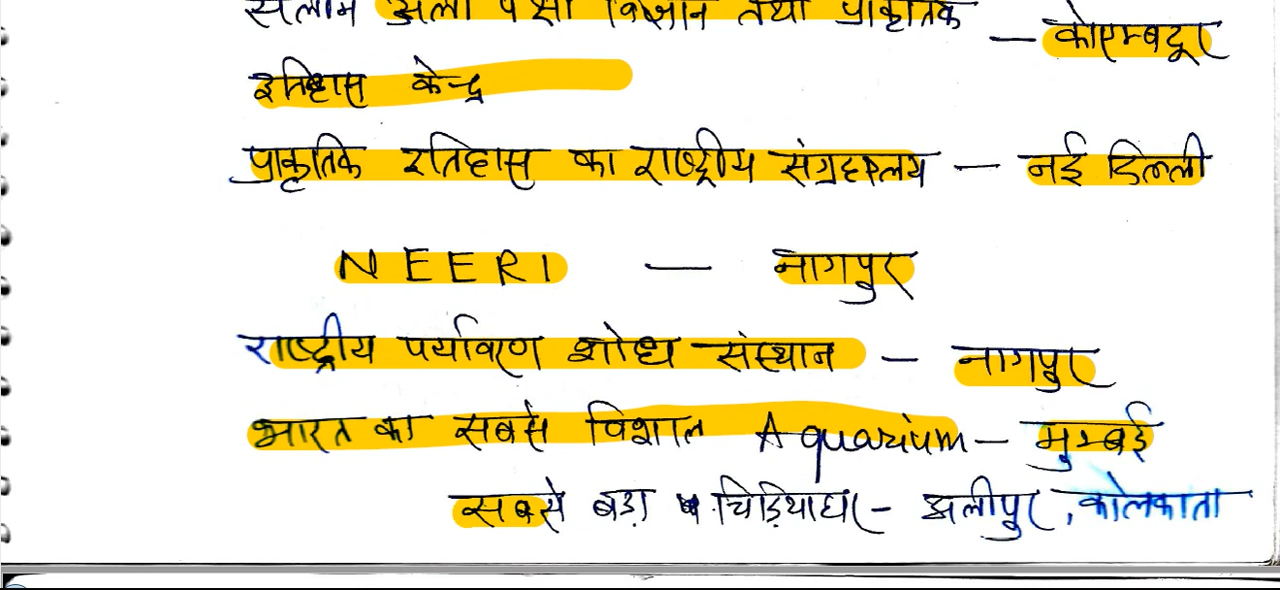 सलीम अली पक्षी विज्ञान तथा प्राकृतिक — कोएम्बटूर
इतिहास केन्द्र
प्राकृतिक इतिहास का राष्ट्रीय संग्रहालय — नई दिल्ली
NEERI — नागपुर
राष्ट्रीय पर्यावरण शोध संस्थान — नागपुर
भारत का सबसे विशाल Aquarium — मुम्बई
सबसे बड़ा चिड़ियाघर - अलीपुर, कोलकाता